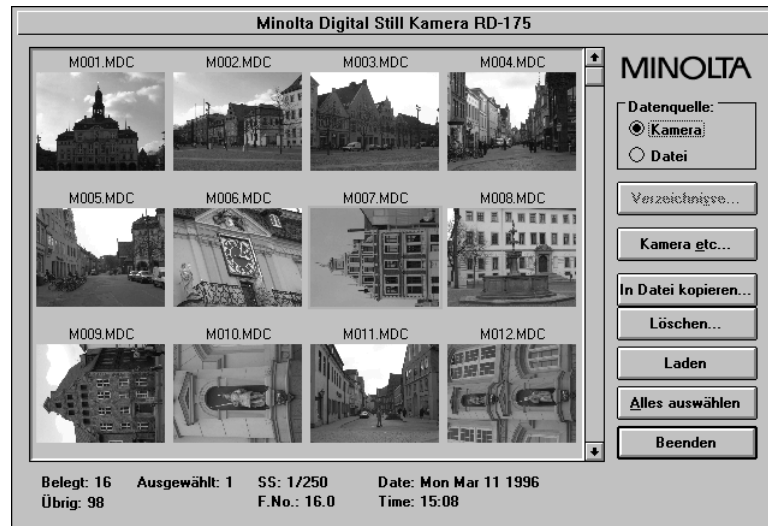 Minolta Digital Still Kamera RD-175
M001.MDC M002.MDC M003.MDC M004.MDC
M005.MDC M006.MDC M007.MDC M008.MDC
M009.MDC M010.MDC M011.MDC M012.MDC
MINOLTA
Datenquelle:
Kamera
Datei
Verzeichnisse...
Kamera etc...
In Datei kopieren...
Löschen...
Laden
Alles auswählen
Beenden
Belegt: 16 Ausgewählt: 1 SS: 1/250 Date: Mon Mar 11 1996
Übrig: 98 F.No.: 16.0 Time: 15:08